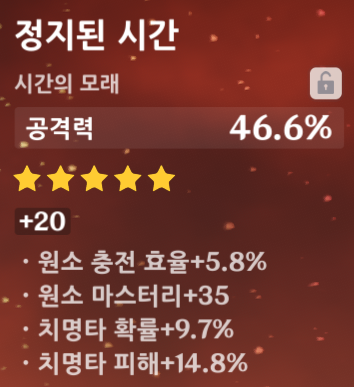 정지된 시간
시간의 모래
공격력 46.6%
+20
· 원소 충전 효율+5.8%
· 원소 마스터리+35
· 치명타 확률+9.7%
· 치명타 피해+14.8%